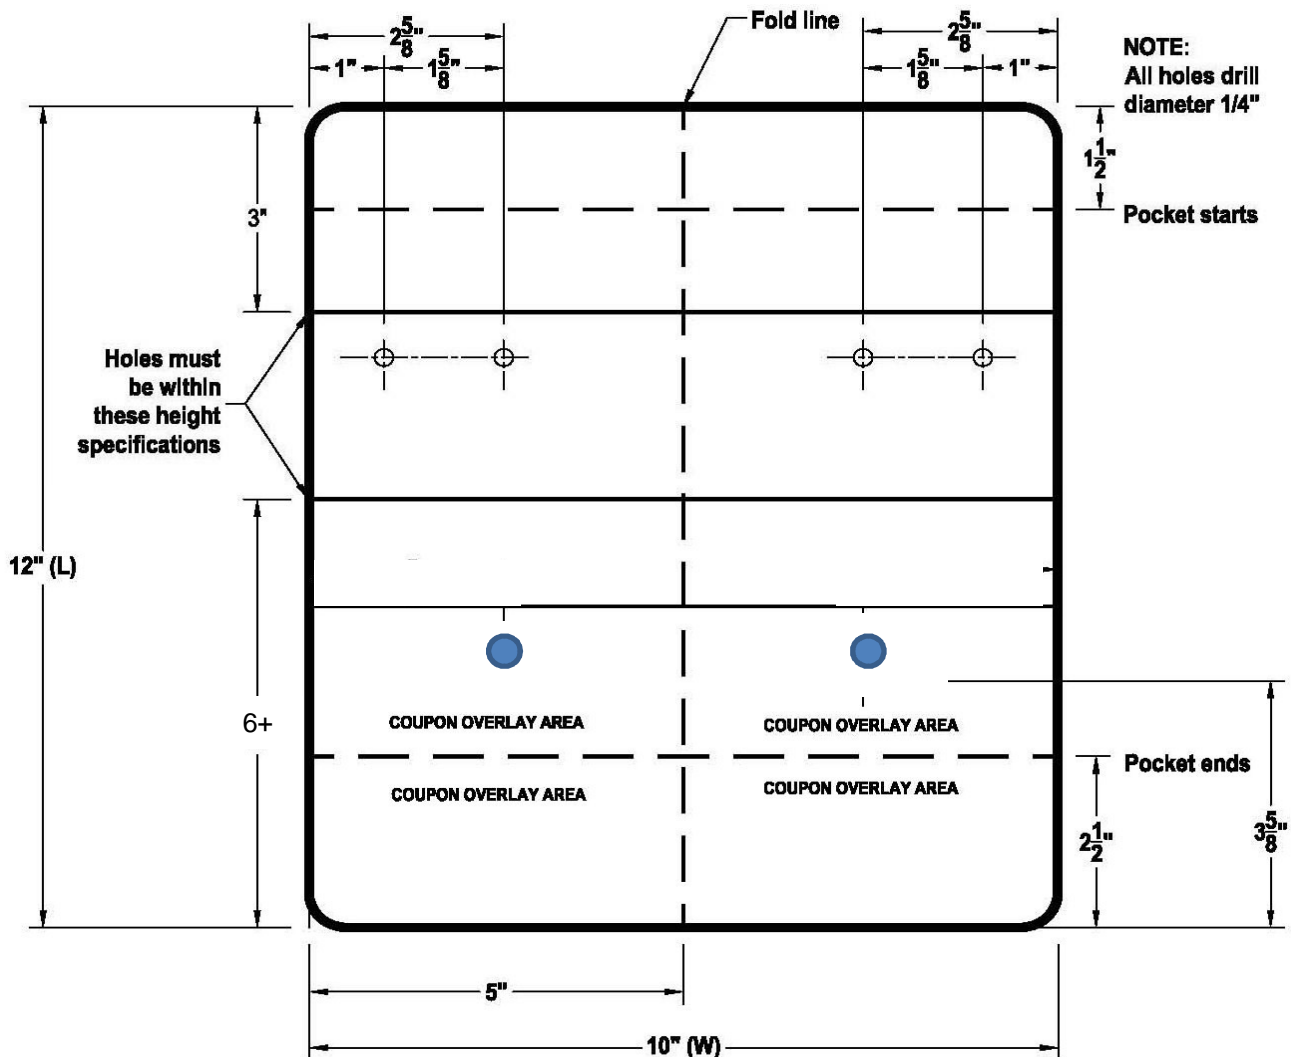 Fold line
2 5/8"
2 5/8"
1"
1 5/8"
1 5/8"
1"
NOTE:
All holes drill
diameter 1/4"
1 1/2"
3"
Pocket starts
Holes must
be within
these height
specifications
12" (L)
6+
COUPON OVERLAY AREA
COUPON OVERLAY AREA
Pocket ends
COUPON OVERLAY AREA
COUPON OVERLAY AREA
2 1/2"
3 5/8"
5"
10" (W)